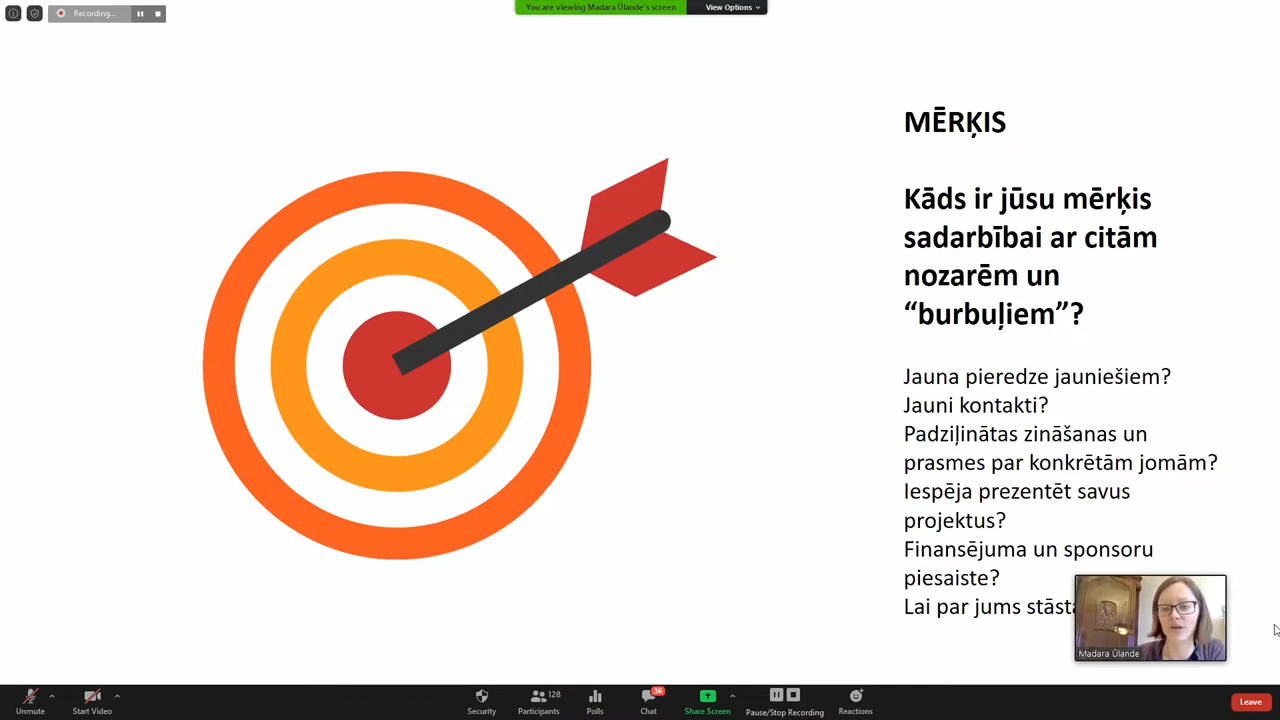 Recording...
You are viewing Madara Ūlande's screen
View Options
MĒRĶIS
Kāds ir jūsu mērķis
sadarbībai ar citām
nozarēm un
“burbuļiem”?
Jauna pieredze jauniešiem?
Jauni kontakti?
Padziļinātas zināšanas un
prasmes par konkrētām jomām?
Iespēja prezentēt savus
projektus?
Finansējuma un sponsoru
piesaiste?
Lai par jums
Madara Ūlande
Unmute
Start Video
Security
Participants
128
Polls
Chat
36
Share Screen
Pause/Stop Recording
Reactions
Leave